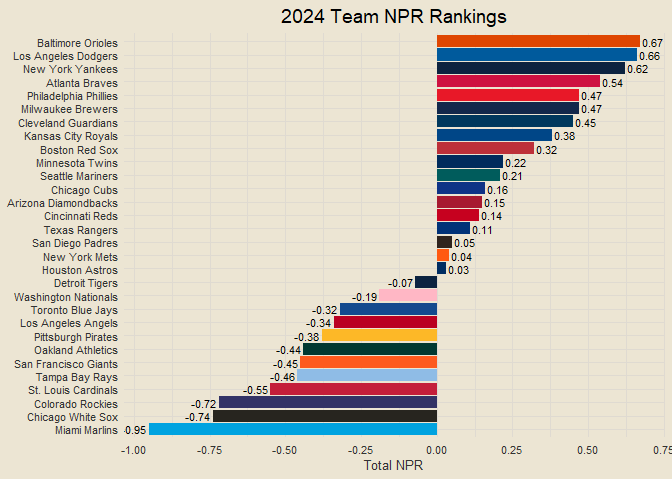 2024 Team NPR Rankings
Baltimore Orioles 0.67
Los Angeles Dodgers 0.66
New York Yankees 0.62
Atlanta Braves 0.54
Philadelphia Phillies 0.47
Milwaukee Brewers 0.47
Cleveland Guardians 0.45
Kansas City Royals 0.38
Boston Red Sox 0.32
Minnesota Twins 0.22
Seattle Mariners 0.21
Chicago Cubs 0.16
Arizona Diamondbacks 0.15
Cincinnati Reds 0.14
Texas Rangers 0.11
San Diego Padres 0.05
New York Mets 0.04
Houston Astros 0.03
Detroit Tigers -0.07
Washington Nationals -0.19
Toronto Blue Jays -0.32
Los Angeles Angels -0.34
Pittsburgh Pirates -0.38
Oakland Athletics -0.44
San Francisco Giants -0.45
Tampa Bay Rays -0.46
St. Louis Cardinals -0.55
Colorado Rockies -0.72
Chicago White Sox -0.74
Miami Marlins -0.95
-1.00 -0.75 -0.50 -0.25 0.00 0.25 0.50 0.75
Total NPR